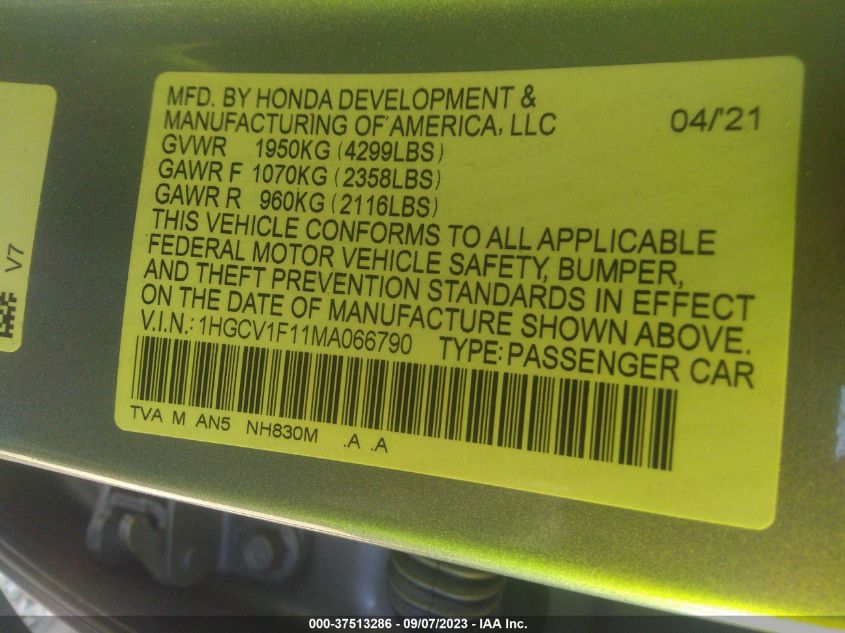 MFD. BY HONDA DEVELOPMENT &
MANUFACTURING OF AMERICA, LLC 04/'21
GVWR 1950KG (4299LBS)
GAWR F 1070KG (2358LBS)
GAWR R 960KG (2116LBS)
THIS VEHICLE CONFORMS TO ALL APPLICABLE
FEDERAL MOTOR VEHICLE SAFETY, BUMPER,
AND THEFT PREVENTION STANDARDS IN EFFECT
ON THE DATE OF MANUFACTURE SHOWN ABOVE.
V.I.N.: 1HGCV1F11MA066790 TYPE: PASSENGER CAR
TVA M AN5 NH830M .A .A
V7
000-37513286 - 09/07/2023 - IAA Inc.